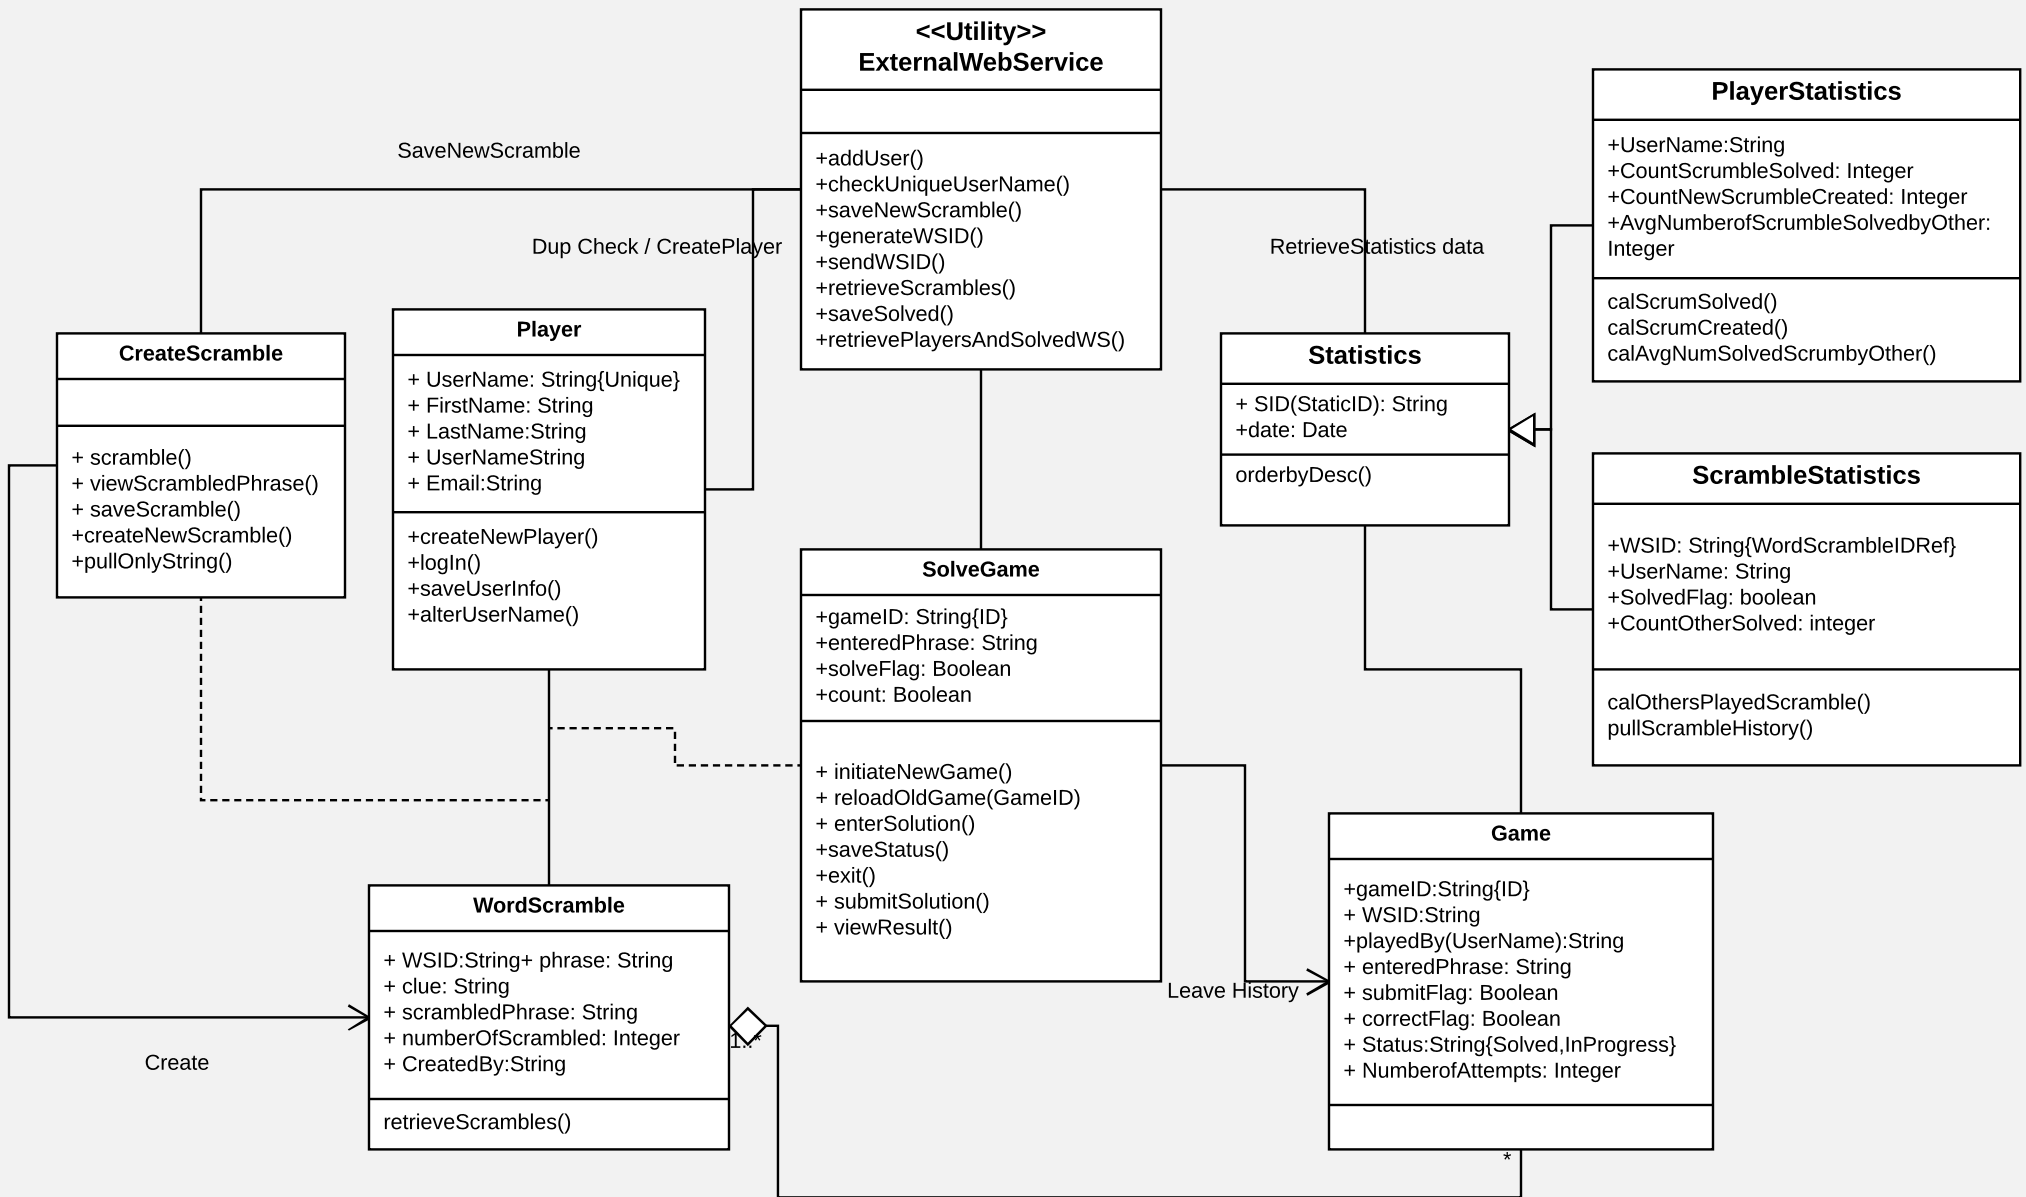 <<Utility>>
ExternalWebService
+addUser()
+checkUniqueUserName()
+saveNewScramble()
+generateWSID()
+sendWSID()
+retrieveScrambles()
+saveSolved()
+retrievePlayersAndSolvedWS()
PlayerStatistics
+UserName:String
+CountScrumbleSolved: Integer
+CountNewScrumbleCreated: Integer
+AvgNumberofScrumbleSolvedbyOther:
Integer
calScrumSolved()
calScrumCreated()
calAvgNumSolvedScrumbyOther()
SaveNewScramble
Dup Check / CreatePlayer
RetrieveStatistics data
CreateScramble
+ scramble()
+ viewScrambledPhrase()
+ saveScramble()
+createNewScramble()
+pullOnlyString()
Player
+ UserName: String{Unique}
+ FirstName: String
+ LastName:String
+ UserNameString
+ Email:String
+createNewPlayer()
+logIn()
+saveUserInfo()
+alterUserName()
Statistics
+ SID(StaticID): String
+date: Date
orderbyDesc()
ScrambleStatistics
+WSID: String{WordScrambleIDRef}
+UserName: String
+SolvedFlag: boolean
+CountOtherSolved: integer
calOthersPlayedScramble()
pullScrambleHistory()
SolveGame
+gameID: String{ID}
+enteredPhrase: String
+solveFlag: Boolean
+count: Boolean
+ initiateNewGame()
+ reloadOldGame(GameID)
+ enterSolution()
+saveStatus()
+exit()
+ submitSolution()
+ viewResult()
Game
+gameID:String{ID}
+ WSID:String
+playedBy(UserName):String
+ enteredPhrase: String
+ submitFlag: Boolean
+ correctFlag: Boolean
+ Status:String{Solved,InProgress}
+ NumberofAttempts: Integer
WordScramble
+ WSID:String+ phrase: String
+ clue: String
+ scrambledPhrase: String
+ numberOfScrambled: Integer
+ CreatedBy:String
retrieveScrambles()
Leave History
1..*
Create
*